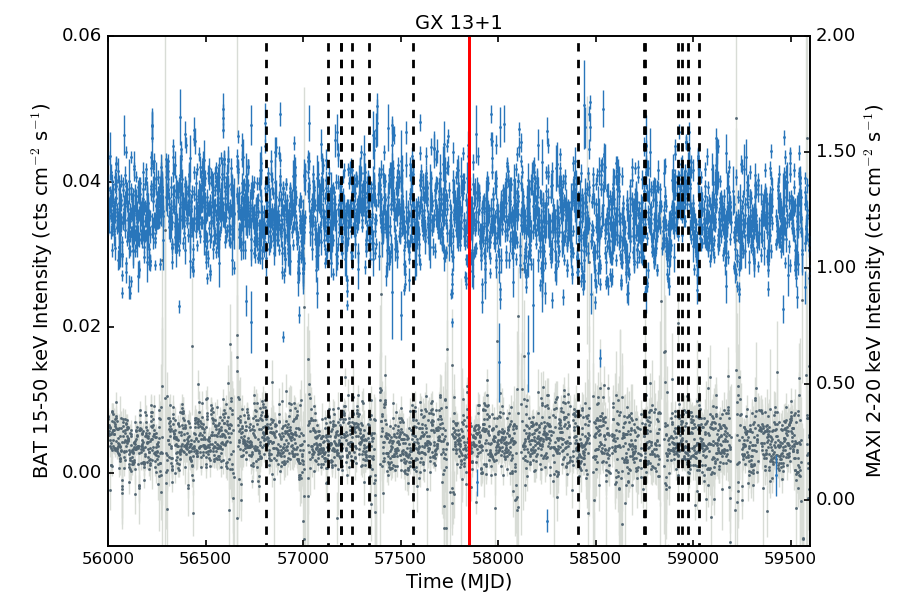 GX 13+1
0.06
0.04
0.02
0.00
BAT 15-50 keV Intensity (cts cm⁻² s⁻¹)
2.00
1.50
1.00
0.50
0.00
MAXI 2-20 keV Intensity (cts cm⁻² s⁻¹)
56000 56500 57000 57500 58000 58500 59000 59500
Time (MJD)